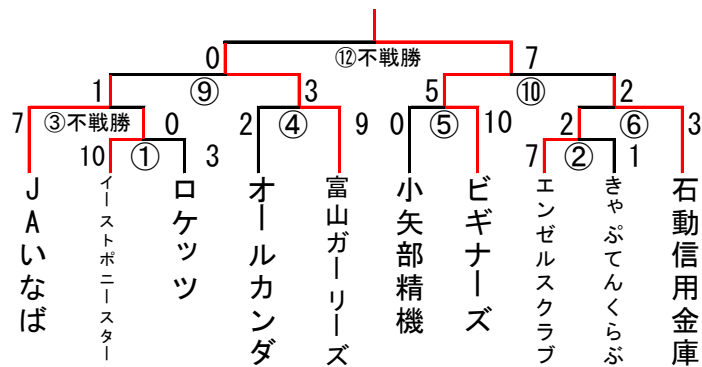 0 ⑫不戦勝 7
1 ⑨ 3 5 ⑩ 2
7 ③不戦勝 0 2 ④ 9 0 ⑤ 10 2 ⑥ 3
10 ① 3 7 ② 1
JAいなば
イーストポニースター
ロケッツ
オールカンダ
富山ガーリーズ
小矢部精機
ビギナーズ
エンゼルスクラブ
きゃぷてんくらぶ
石動信用金庫